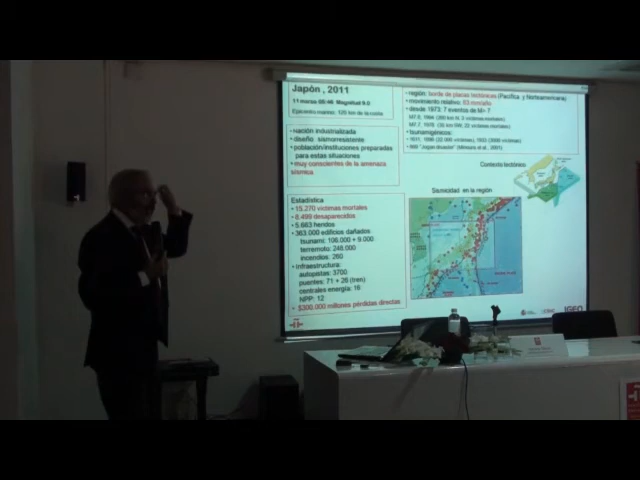 Japón, 2011
11 marzo 05:46 Magnitud 9.0
Epicentro marino: 129 km de la costa
• nación industrializada
• diseño sismorresistente
• población/instituciones preparadas
para estas situaciones
• muy conscientes de la amenaza
sísmica
Estadística
• 15.270 víctimas mortales
• 8.499 desaparecidos
• 5.663 heridos
• 363.000 edificios dañados
tsunami: 106.000 + 9.000
terremoto: 248.000
incendios: 260
• infraestructura:
autopistas: 3700
puentes: 71 + 26 (tren)
centrales energía: 18
NPP: 12
~ $300.000 millones pérdidas directas
• región: borde de placas tectónicas (Pacífica y Norteamericana)
• movimiento relativo: 83 mm/año
• desde 1973: 7 eventos de M> 7
• tsunamigénicos:
Contexto tectónico
Sismicidad en la región
IGEO